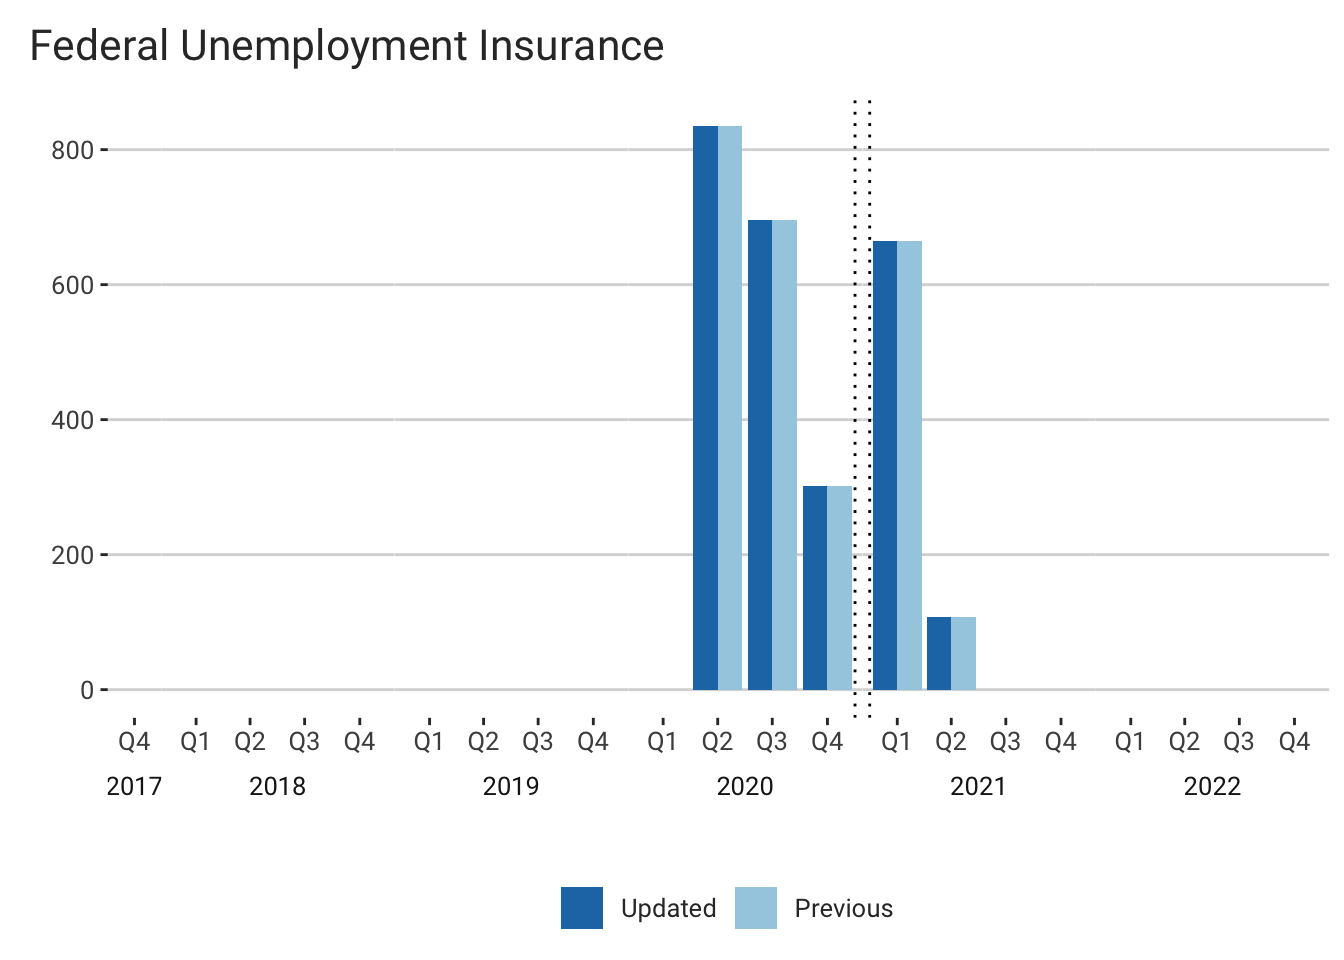 Federal Unemployment Insurance
800
600
400
200
0
Q4 Q1 Q2 Q3 Q4 Q1 Q2 Q3 Q4 Q1 Q2 Q3 Q4 Q1 Q2 Q3 Q4 Q1 Q2 Q3 Q4
2017 2018 2019 2020 2021 2022
Updated Previous